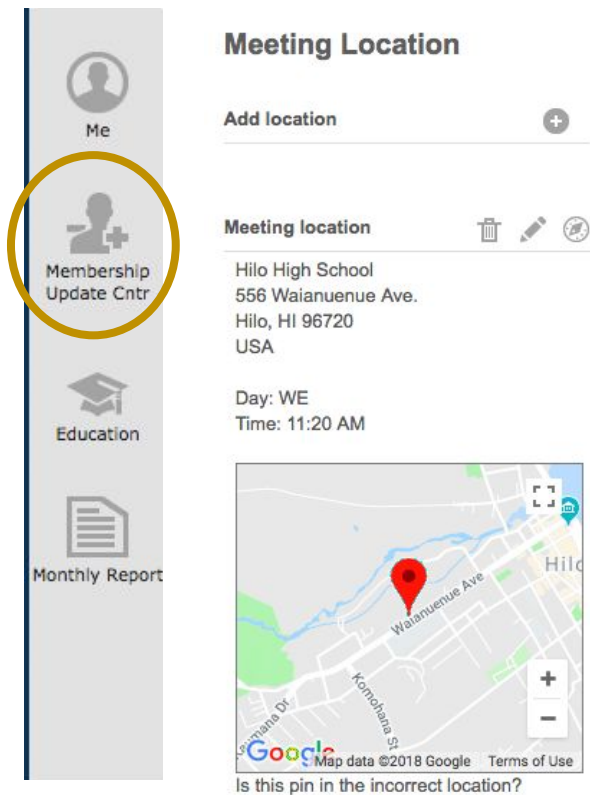 Me
Membership
Update Cntr
Education
Monthly Report
Meeting Location
Add location
Meeting location
Hilo High School
556 Waianuenue Ave.
Hilo, HI 96720
USA
Day: WE
Time: 11:20 AM
Hilo
Waianuenue Ave
Komohana St
Kaumana Dr
Google
Map data ©2018 Google Terms of Use
Is this pin in the incorrect location?